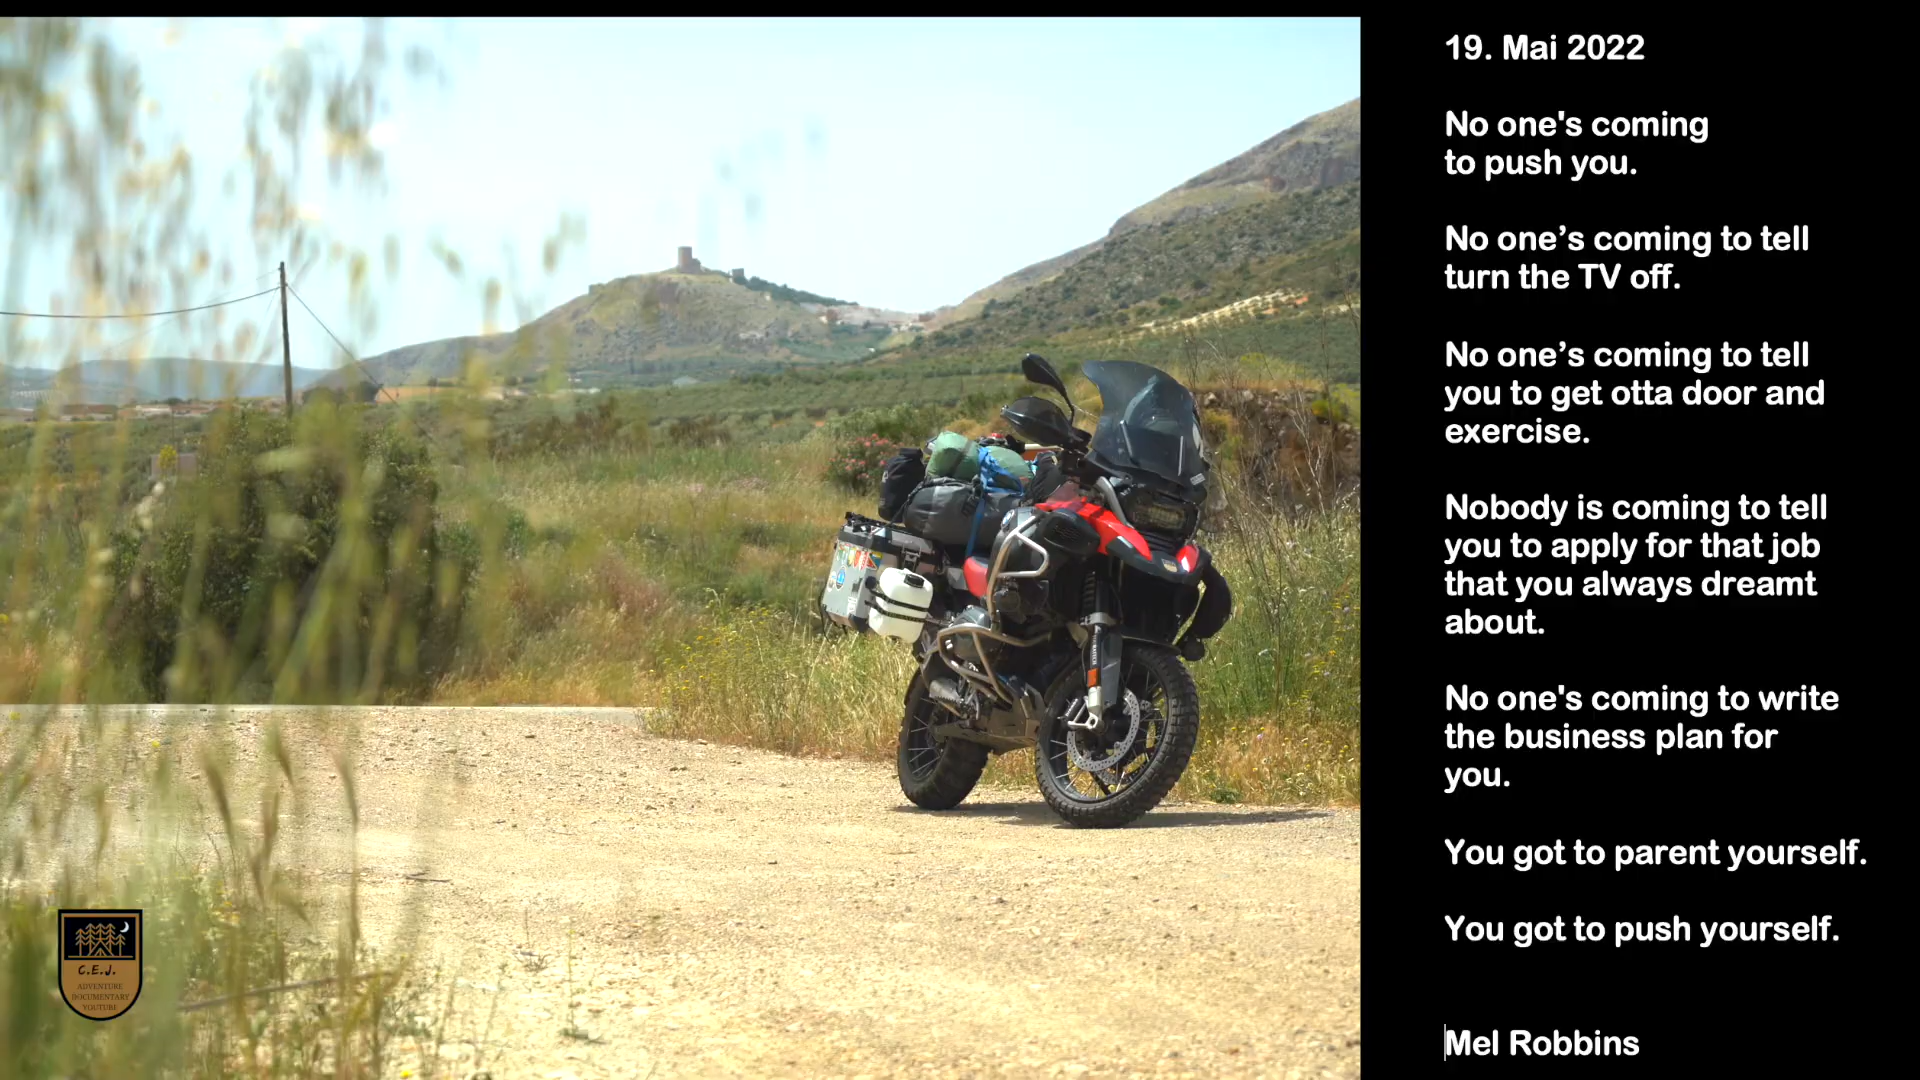 19. Mai 2022
No one's coming
to push you.
No one’s coming to tell
turn the TV off.
No one’s coming to tell
you to get otta door and
exercise.
Nobody is coming to tell
you to apply for that job
that you always dreamt
about.
No one's coming to write
the business plan for
you.
You got to parent yourself.
You got to push yourself.
Mel Robbins
C.E.J.
ADVENTURE
DOCUMENTARY
YOUTUBE